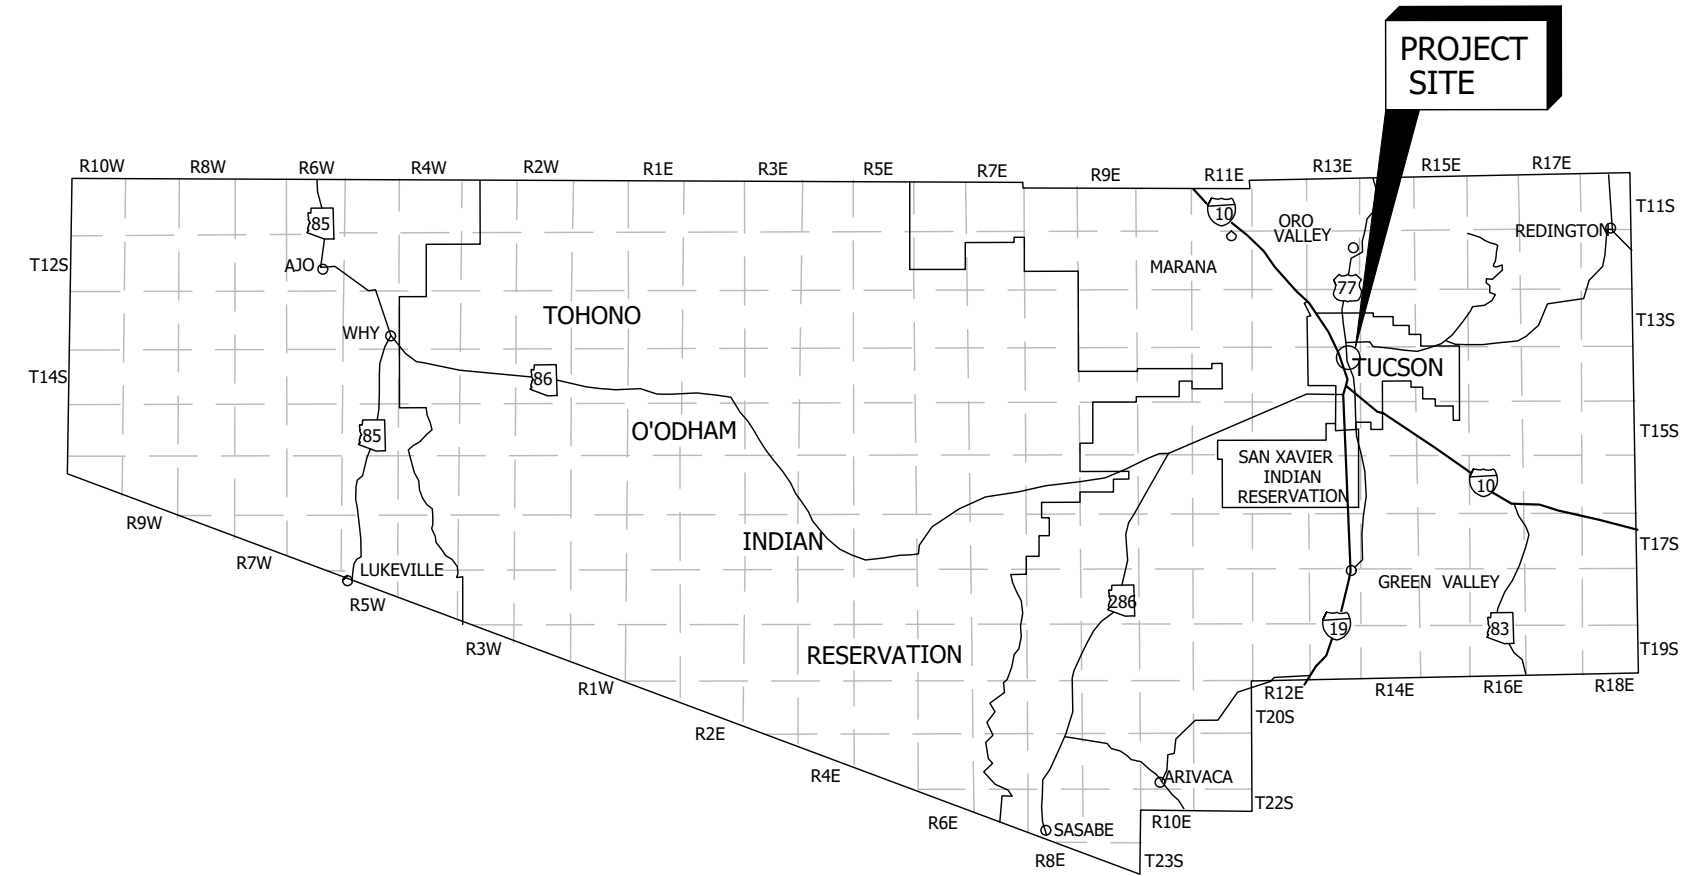 PROJECT
SITE
R10W R8W R6W R4W R2W R1E R3E R5E R7E R9E R11E R13E R15E R17E
85
10
ORO
VALLEY
T11S
REDINGTON
T12S
AJO
MARANA
77
TOHONO
T13S
WHY
T14S
86
TUCSON
O'ODHAM
85
T15S
SAN XAVIER
INDIAN
RESERVATION
10
R9W
INDIAN
T17S
R7W
LUKEVILLE
GREEN VALLEY
R5W
286
19
83
R3W
RESERVATION
T19S
R1W
R12E R14E R16E R18E
T20S
R2E
R4E
ARIVACA
T22S
R6E
SASABE
R10E
R8E
T23S